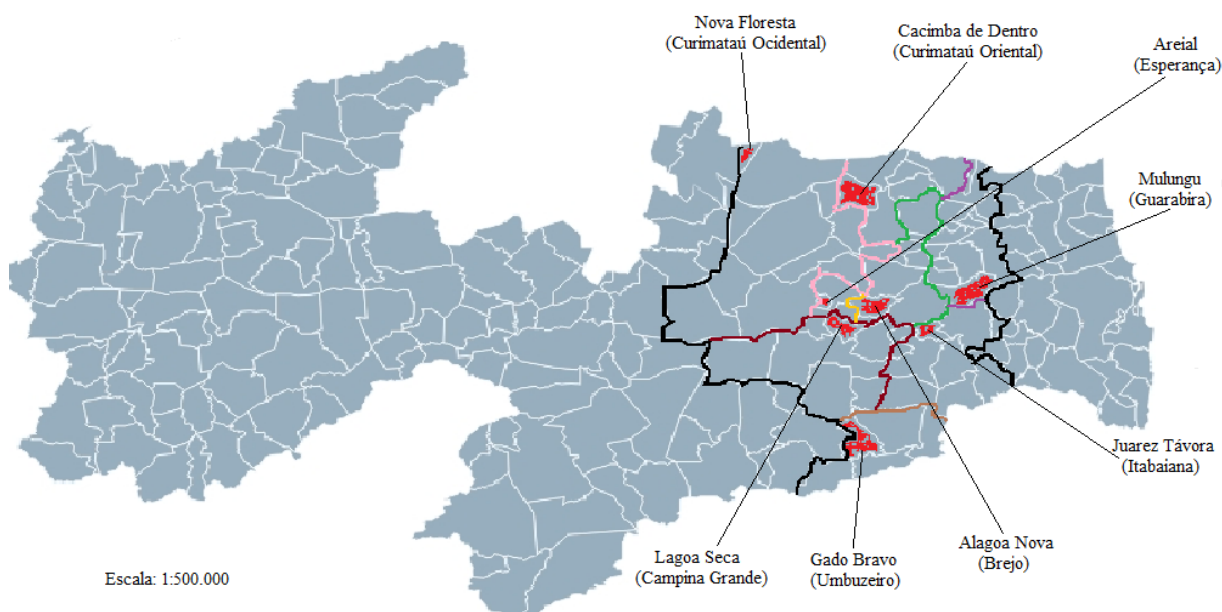 Nova Floresta
(Curimataú Ocidental)
Cacimba de Dentro
(Curimataú Oriental)
Areial
(Esperança)
Mulungu
(Guarabira)
Juarez Távora
(Itabaiana)
Alagoa Nova
(Brejo)
Gado Bravo
(Umbuzeiro)
Lagoa Seca
(Campina Grande)
Escala: 1:500.000